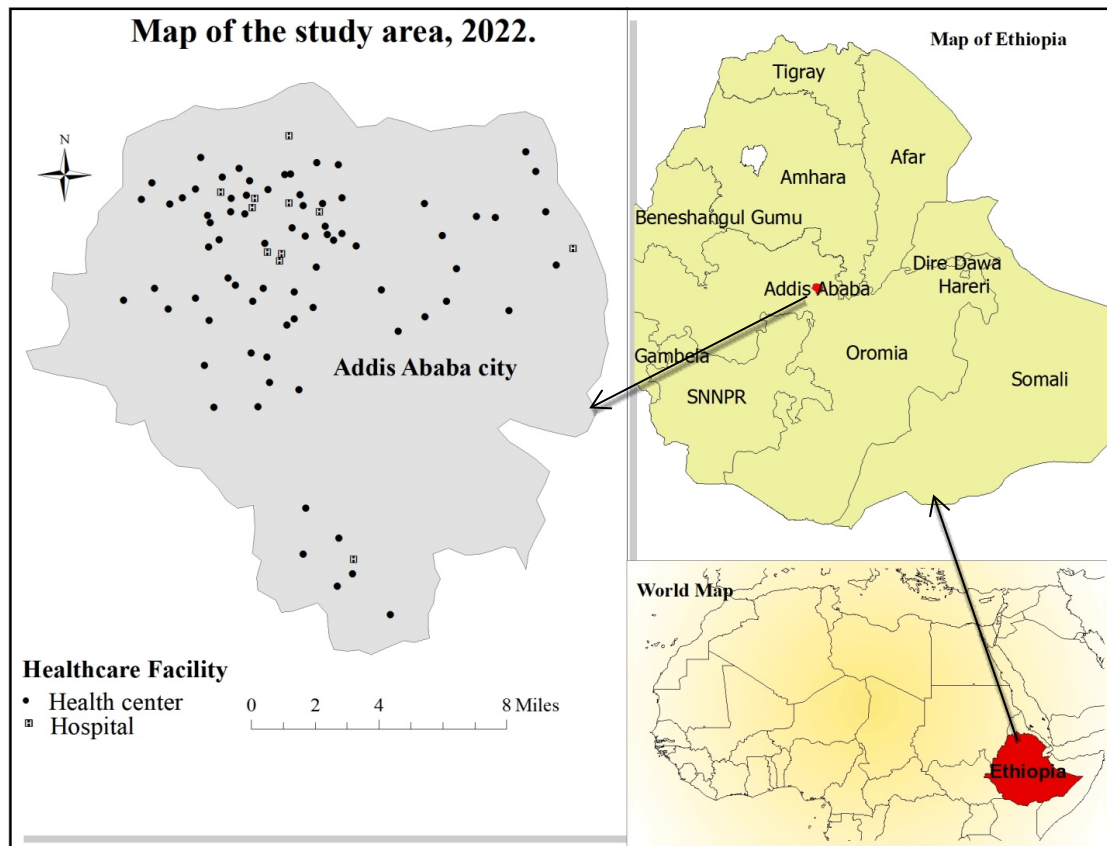 Map of the study area, 2022.
N
Addis Ababa city
Healthcare Facility
Health center
H Hospital
0 2 4 8 Miles
Map of Ethiopia
Tigray
Afar
Amhara
Beneshangul Gumu
Dire Dawa
Hareri
Addis Ababa
Gambela
Oromia
Somali
SNNPR
World Map
Ethiopia